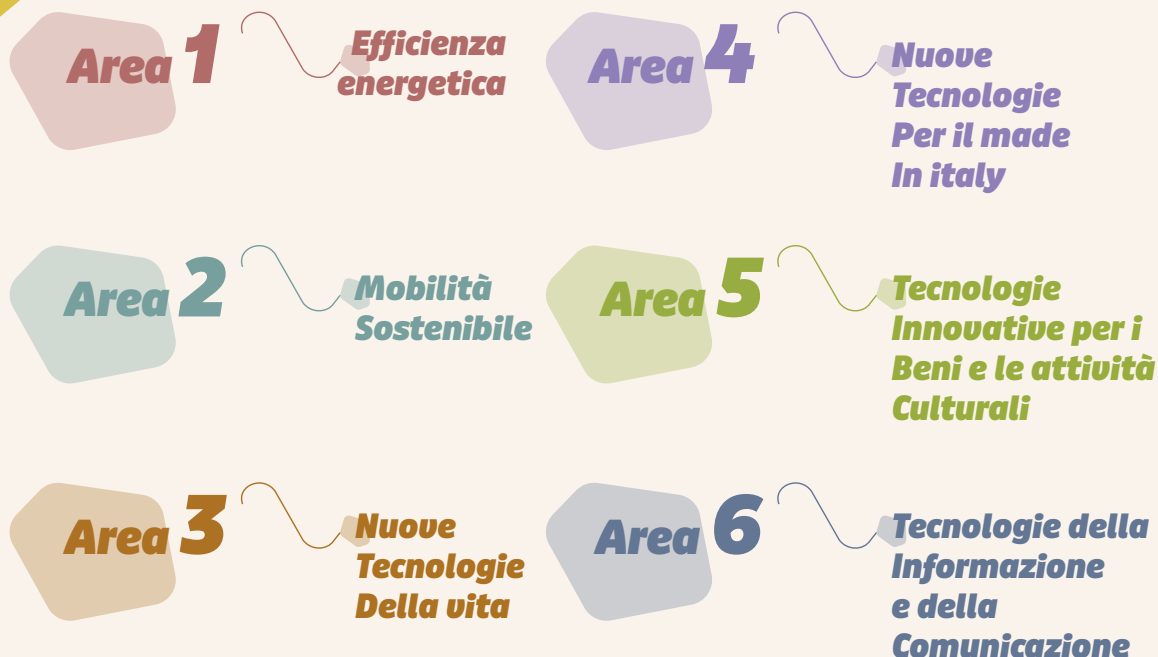 Area 1
Efficienza
energetica
Area 2
Mobilità
Sostenibile
Area 3
Nuove
Tecnologie
Della vita
Area 4
Nuove
Tecnologie
Per il made
In italy
Area 5
Tecnologie
Innovative per i
Beni e le attività
Culturali
Area 6
Tecnologie della
Informazione
e della
Comunicazione